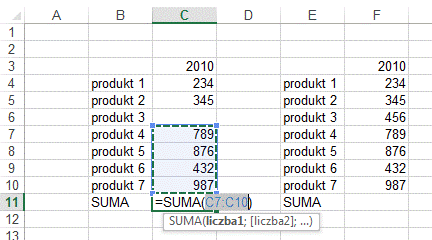 A B C D E F
1
2
3 2010 2010
4 produkt 1 234 produkt 1 234
5 produkt 2 345 produkt 2 345
6 produkt 3 produkt 3 456
7 produkt 4 789 produkt 4 789
8 produkt 5 876 produkt 5 876
9 produkt 6 432 produkt 6 432
10 produkt 7 987 produkt 7 987
11 SUMA =SUMA(C7:C10) SUMA
12 SUMA(liczba1; [liczba2]; ...)
13